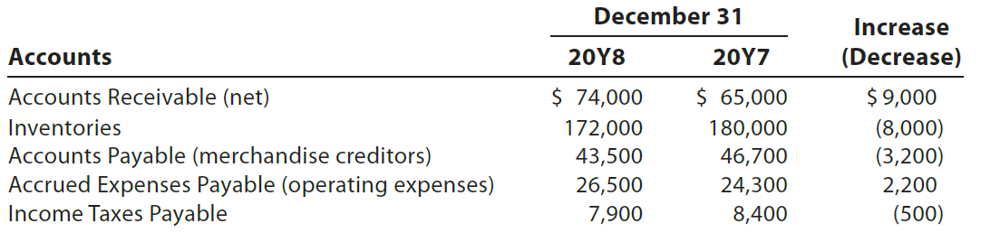 December 31
Increase
Accounts 20Y8 20Y7 (Decrease)
Accounts Receivable (net) $ 74,000 $ 65,000 $ 9,000
Inventories 172,000 180,000 (8,000)
Accounts Payable (merchandise creditors) 43,500 46,700 (3,200)
Accrued Expenses Payable (operating expenses) 26,500 24,300 2,200
Income Taxes Payable 7,900 8,400 (500)